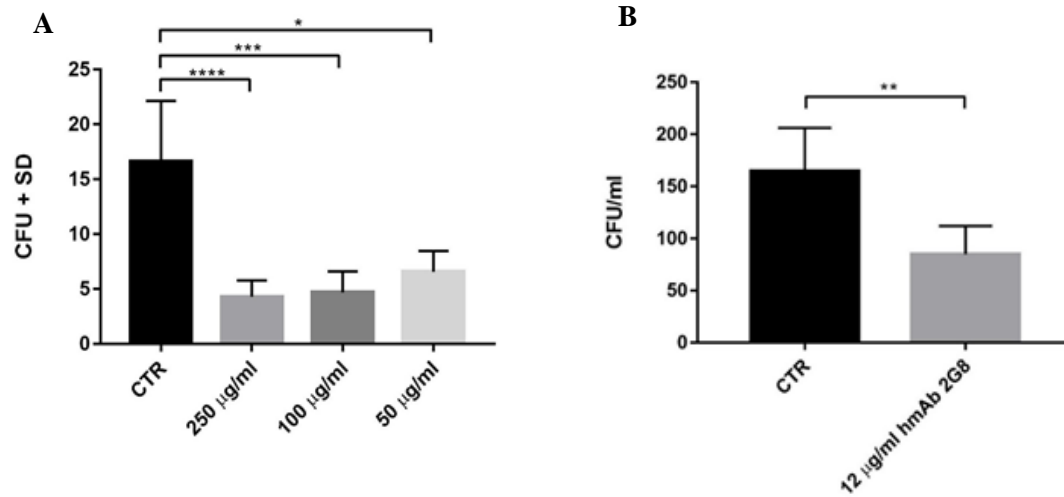 A
*
***
****
CFU + SD
25
20
15
10
5
0
CTR
250 μg/ml
100 μg/ml
50 μg/ml
B
**
CFU/ml
250
200
150
100
50
0
CTR
12 μg/ml hmAb 2G8